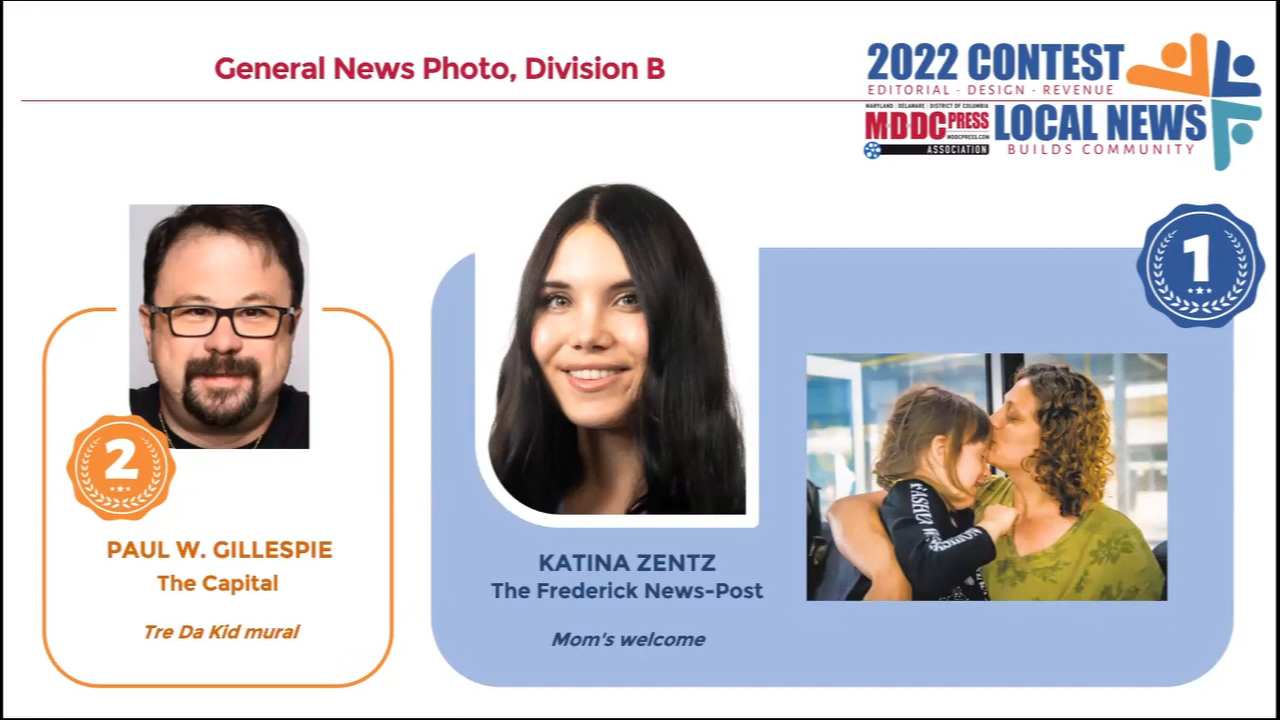 General News Photo, Division B
2022 CONTEST
EDITORIAL · DESIGN · REVENUE
MARYLAND | DELAWARE | DISTRICT OF COLUMBIA
MDDC PRESS
MDDCPRESS.COM
ASSOCIATION
LOCAL NEWS
BUILDS COMMUNITY
1
2
PAUL W. GILLESPIE
The Capital
Tre Da Kid mural
KATINA ZENTZ
The Frederick News-Post
Mom's welcome